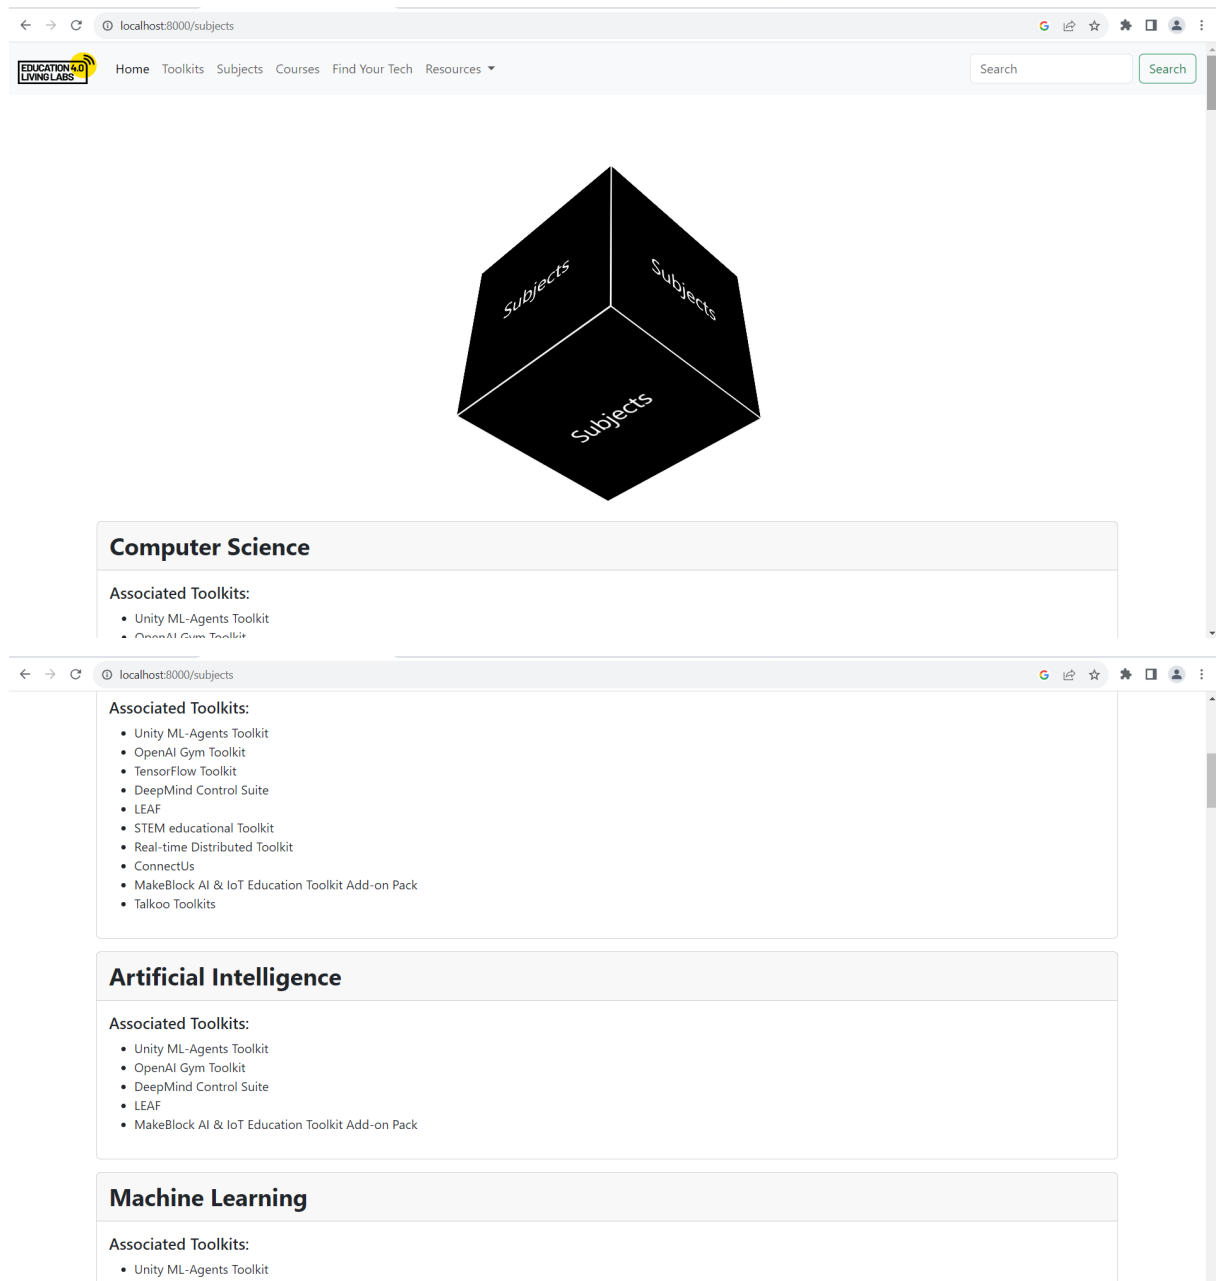 localhost:8000/subjects
EDUCATION 4.0
LIVING LABS
Home Toolkits Subjects Courses Find Your Tech Resources
Search
Search
Subjects
Subjects
Subjects
Computer Science
Associated Toolkits:
Unity ML-Agents Toolkit
OpenAI Gym Toolkit
localhost:8000/subjects
Associated Toolkits:
Unity ML-Agents Toolkit
OpenAI Gym Toolkit
TensorFlow Toolkit
DeepMind Control Suite
LEAF
STEM educational Toolkit
Real-time Distributed Toolkit
ConnectUs
MakeBlock AI & IoT Education Toolkit Add-on Pack
Talkoo Toolkits
Artificial Intelligence
Associated Toolkits:
Unity ML-Agents Toolkit
OpenAI Gym Toolkit
DeepMind Control Suite
LEAF
MakeBlock AI & IoT Education Toolkit Add-on Pack
Machine Learning
Associated Toolkits:
Unity ML-Agents Toolkit